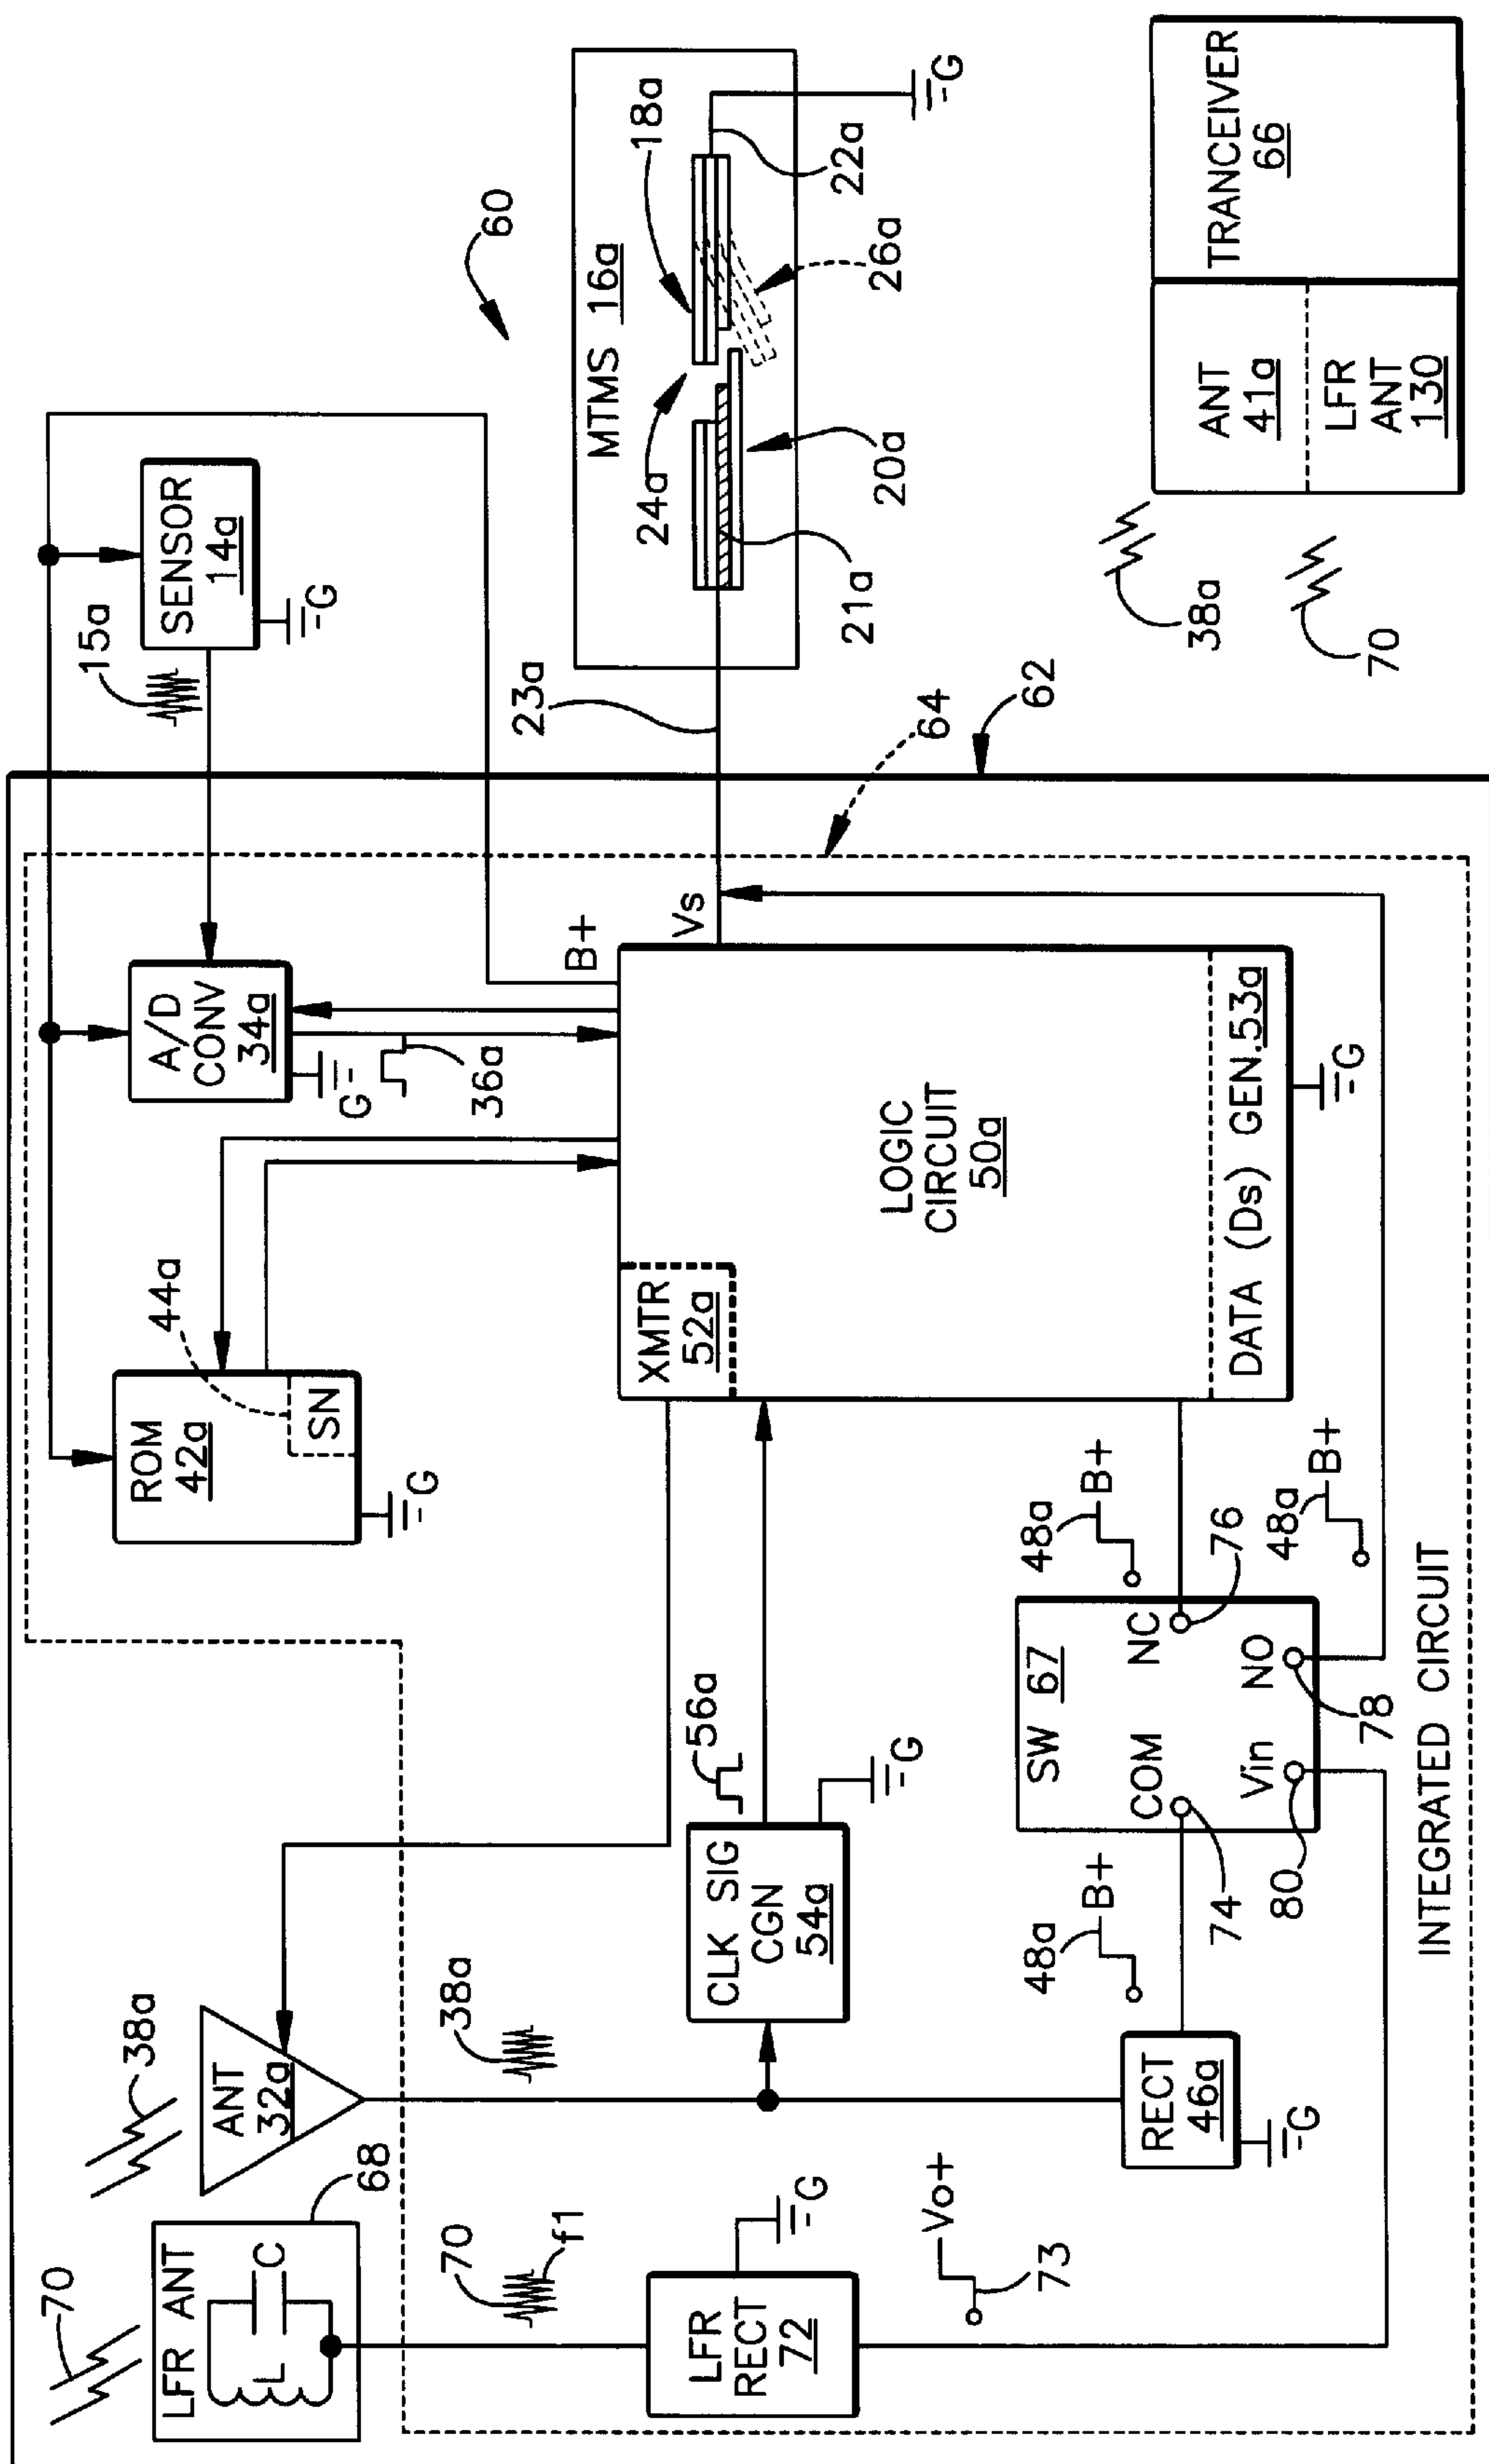 70
LFR ANT
L
C
68
38a
ANT
32a
70
f1
38a
LFR
RECT
72
G
Vo+
73
CLK SIG
CGN
54a
56a
G
RECT
46a
G
48a
B+
SW 67
COM
NC
Vin
NO
74
76
78
80
48a
B+
48a
B+
INTEGRATED CIRCUIT
ROM
42a
44a
SN
G
A/D
CONV
34a
G
36a
15a
SENSOR
14a
G
XMTR
52a
LOGIC
CIRCUIT
50a
DATA (Ds) GEN.53a
G
B+
Vs
64
62
23a
60
MTMS 16a
24a
18a
21a
20a
26a
22a
G
38a
70
ANT
41a
LFR
ANT
130
TRANCEIVER
66